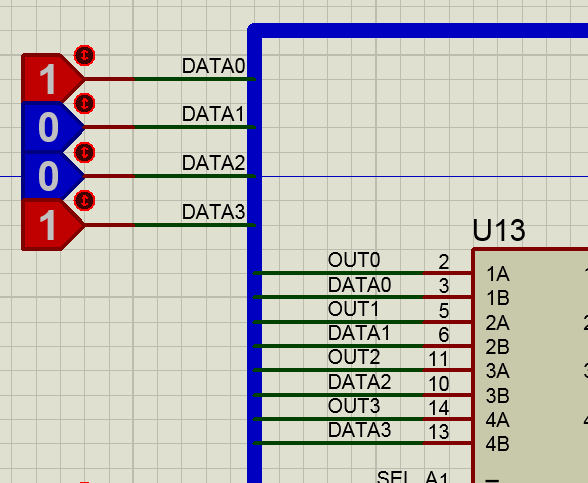 1 DATA0
0 DATA1
0 DATA2
1 DATA3
U13
OUT0 2 1A
DATA0 3 1B
OUT1 5 2A
DATA1 6 2B
OUT2 11 3A
DATA2 10 3B
OUT3 14 4A
DATA3 13 4B
SEL_A1